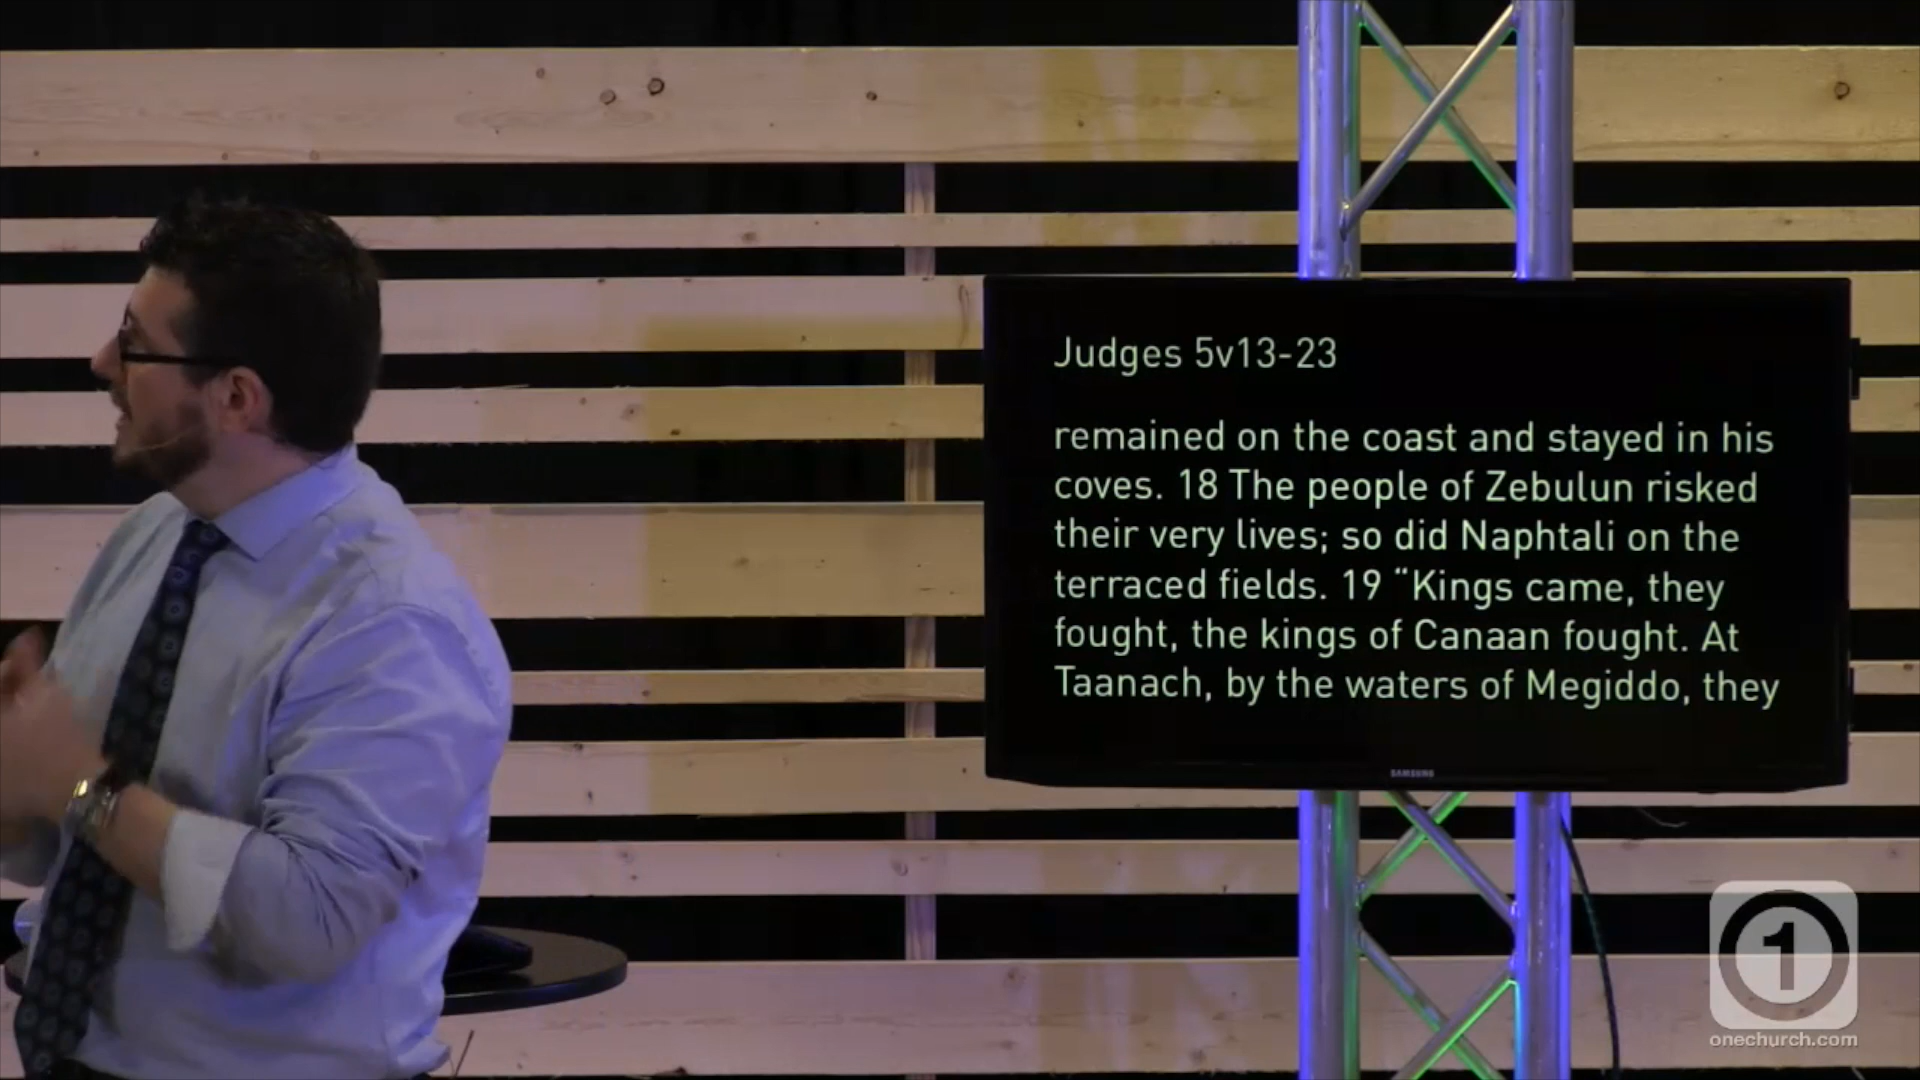 Judges 5v13-23
remained on the coast and stayed in his
coves. 18 The people of Zebulun risked
their very lives; so did Naphtali on the
terraced fields. 19 “Kings came, they
fought, the kings of Canaan fought. At
Taanach, by the waters of Megiddo, they
SAMSUNG
1
onechurch.com